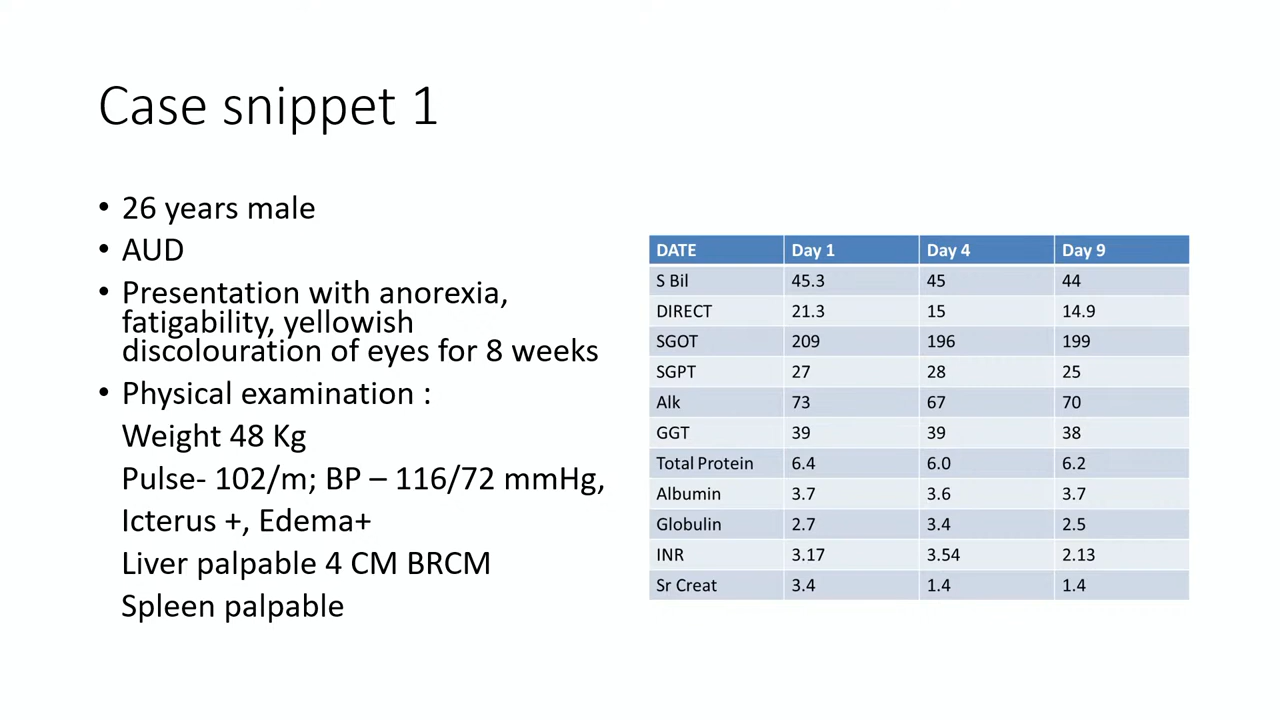 Case snippet 1
• 26 years male
• AUD
• Presentation with anorexia,
fatigability, yellowish
discolouration of eyes for 8 weeks
• Physical examination :
Weight 48 Kg
Pulse- 102/m; BP – 116/72 mmHg,
Icterus +, Edema+
Liver palpable 4 CM BRCM
Spleen palpable
DATE Day 1 Day 4 Day 9
S Bil 45.3 45 44
DIRECT 21.3 15 14.9
SGOT 209 196 199
SGPT 27 28 25
Alk 73 67 70
GGT 39 39 38
Total Protein 6.4 6.0 6.2
Albumin 3.7 3.6 3.7
Globulin 2.7 3.4 2.5
INR 3.17 3.54 2.13
Sr Creat 3.4 1.4 1.4